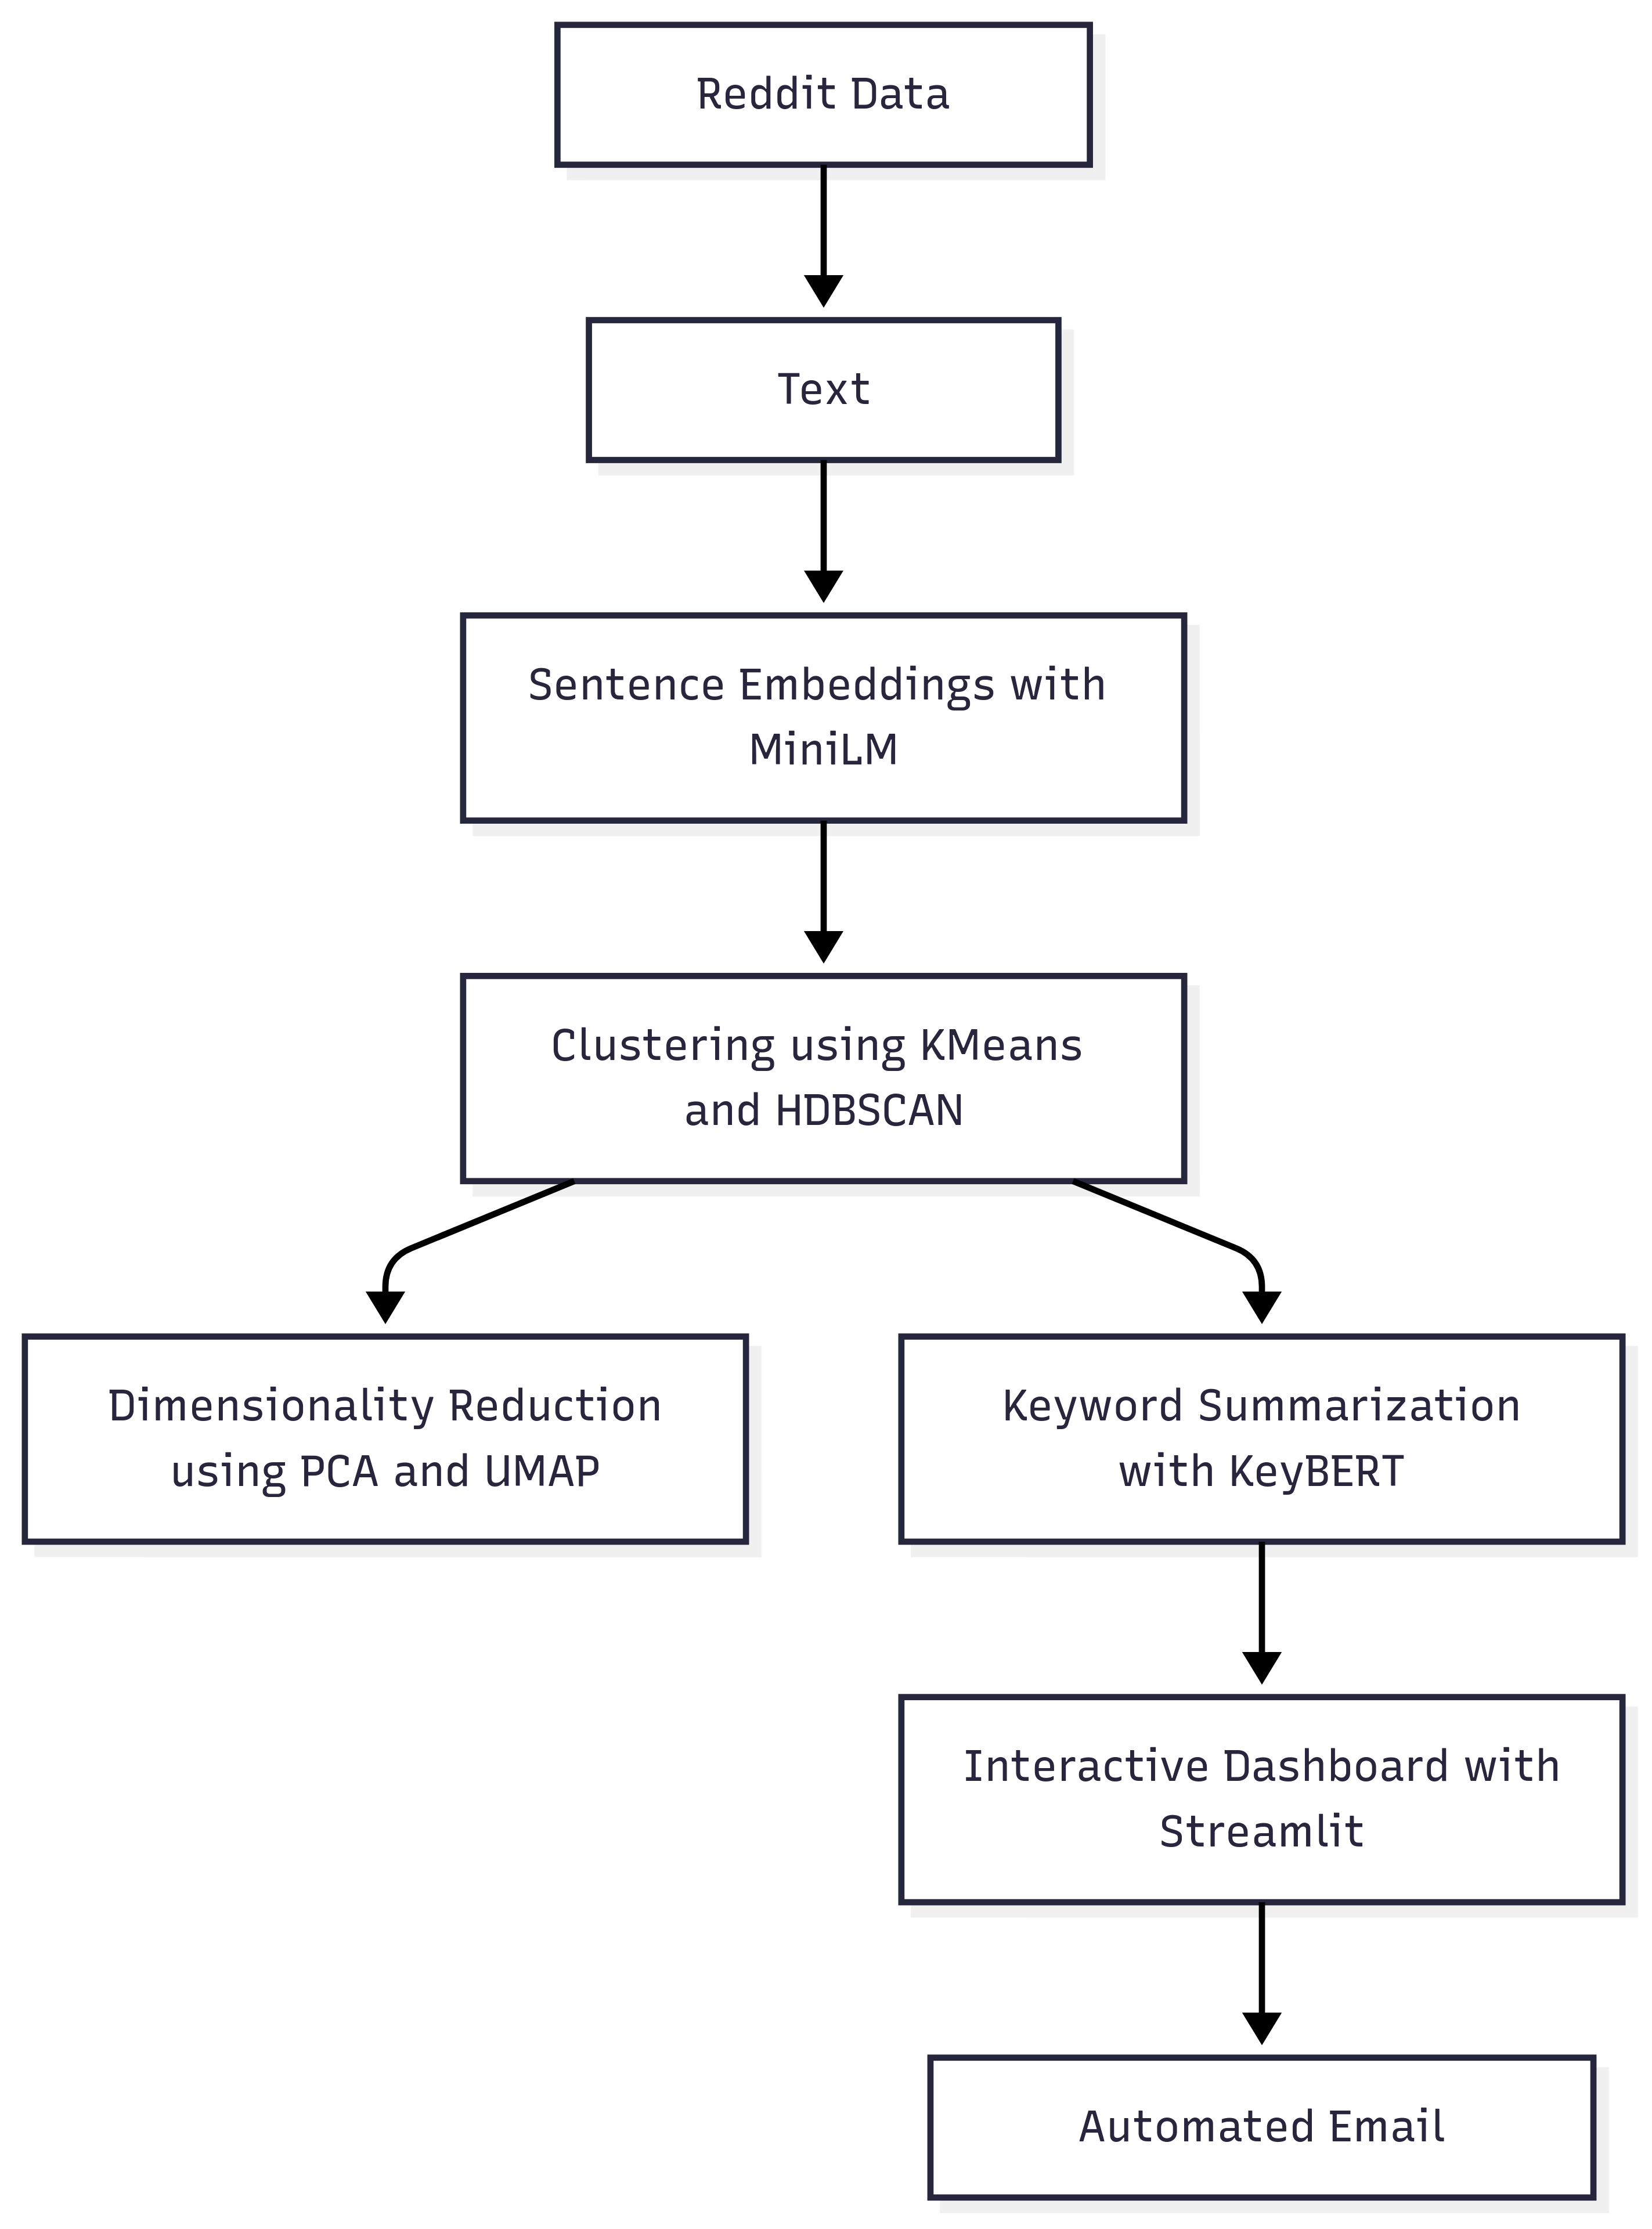 Reddit Data
Text
Sentence Embeddings with
MiniLM
Clustering using KMeans
and HDBSCAN
Dimensionality Reduction
using PCA and UMAP
Keyword Summarization
with KeyBERT
Interactive Dashboard with
Streamlit
Automated Email